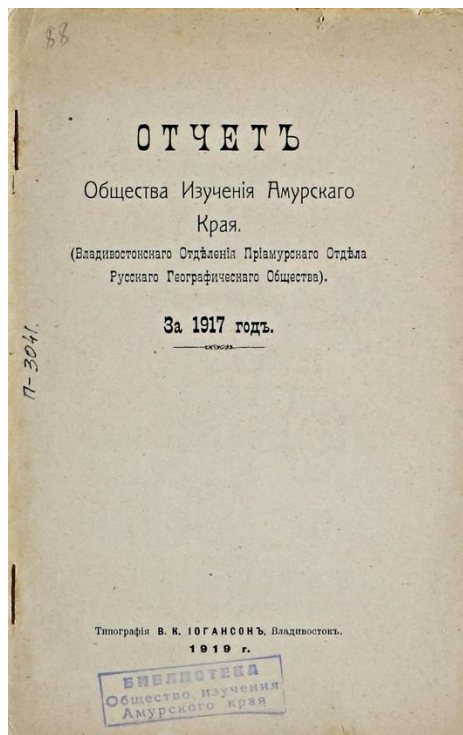 88
ОТЧЕТЪ
Общества Изученія Амурскаго
Края.
(Владивостокскаго Отдѣленія Пріамурскаго Отдѣла
Русскаго Географическаго Общества).
За 1917 годъ.
П-3041.
Типографія В. К. ІОГАНСОНЪ, Владивостокъ.
1919 г.
БИБЛИОТЕКА
Общество изучения
Амурского края